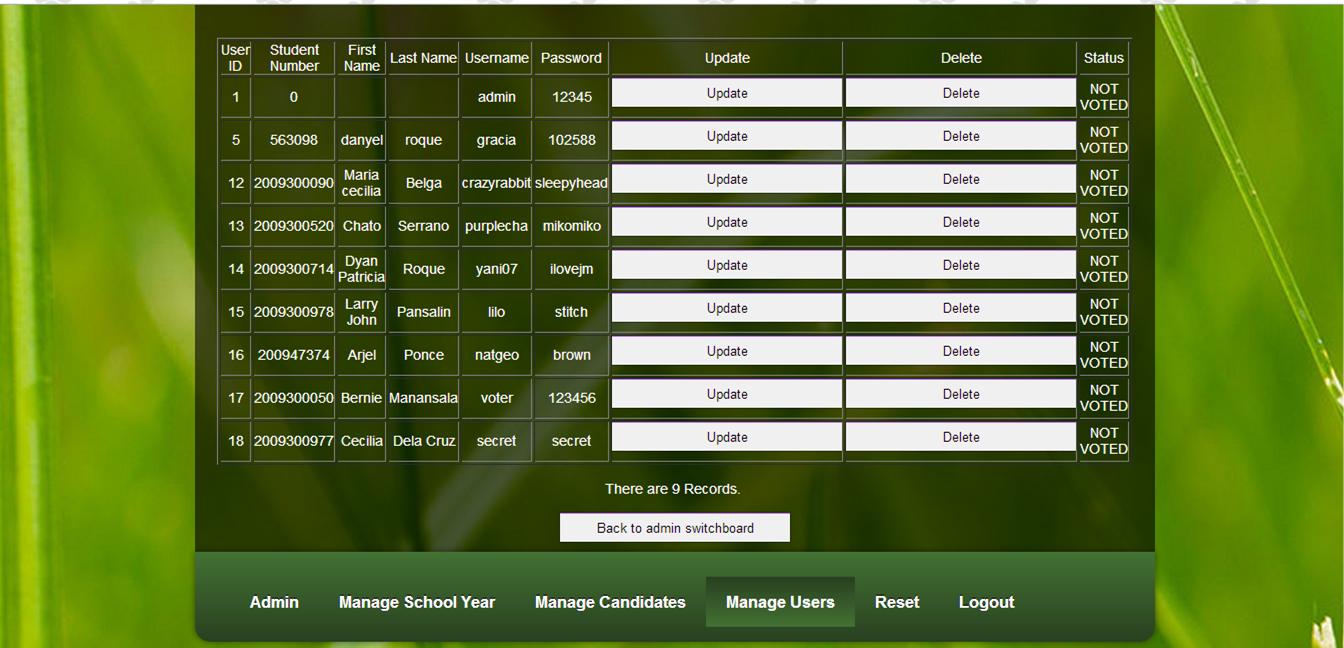 User ID Student Number First Name Last Name Username Password Update Delete Status
1 0 admin 12345 Update Delete NOT VOTED
5 563098 danyel roque gracia 102588 Update Delete NOT VOTED
12 2009300090 Maria cecilia Belga crazyrabbit sleepyhead Update Delete NOT VOTED
13 2009300520 Chato Serrano purplecha mikomiko Update Delete NOT VOTED
14 2009300714 Dyan Patricia Roque yani07 ilovejm Update Delete NOT VOTED
15 2009300978 Larry John Pansalin lilo stitch Update Delete NOT VOTED
16 200947374 Arjel Ponce natgeo brown Update Delete NOT VOTED
17 2009300050 Bernie Manansala voter 123456 Update Delete NOT VOTED
18 2009300977 Cecilia Dela Cruz secret secret Update Delete NOT VOTED
There are 9 Records.
Back to admin switchboard
Admin Manage School Year Manage Candidates Manage Users Reset Logout